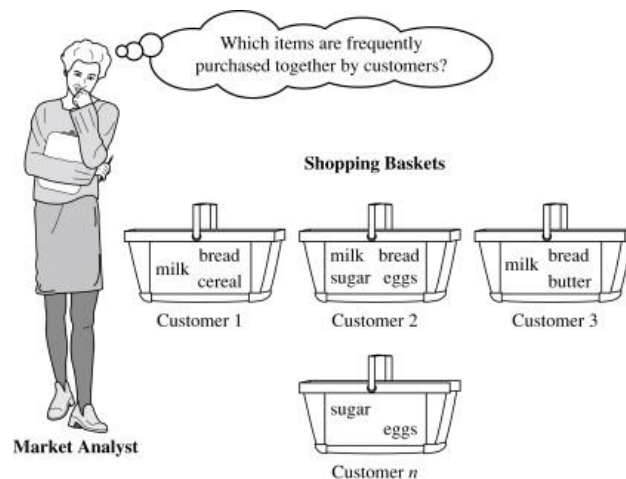 Which items are frequently
purchased together by customers?
Shopping Baskets
milk bread
cereal
Customer 1
milk bread
sugar eggs
Customer 2
milk bread
butter
Customer 3
sugar
eggs
Customer n
Market Analyst